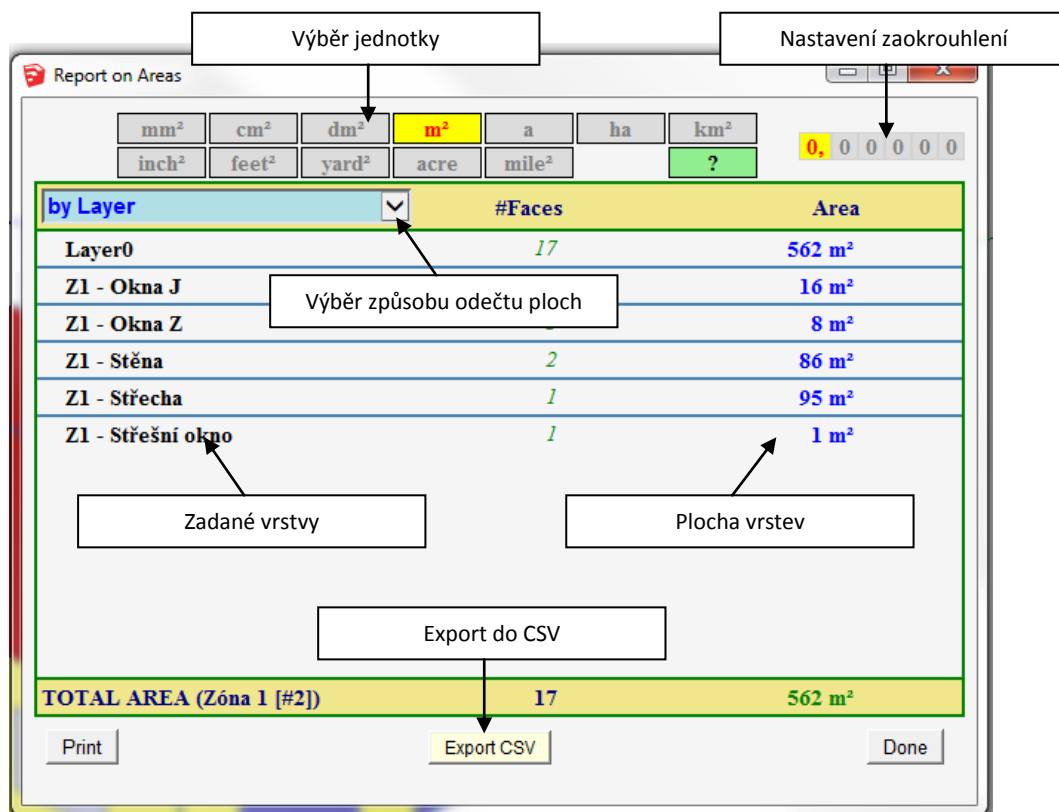 Výběr jednotky
Nastavení zaokrouhlení
Report on Areas
mm² cm² dm² m² a ha km²
inch² feet² yard² acre mile² ?
0, 0 0 0 0 0
by Layer #Faces Area
Layer0 17 562 m²
Z1 - Okna J 16 m²
Výběr způsobu odečtu ploch
Z1 - Okna Z 8 m²
Z1 - Stěna 2 86 m²
Z1 - Střecha 1 95 m²
Z1 - Střešní okno 1 1 m²
Zadané vrstvy
Plocha vrstev
Export do CSV
TOTAL AREA (Zóna 1 [#2]) 17 562 m²
Print Export CSV Done